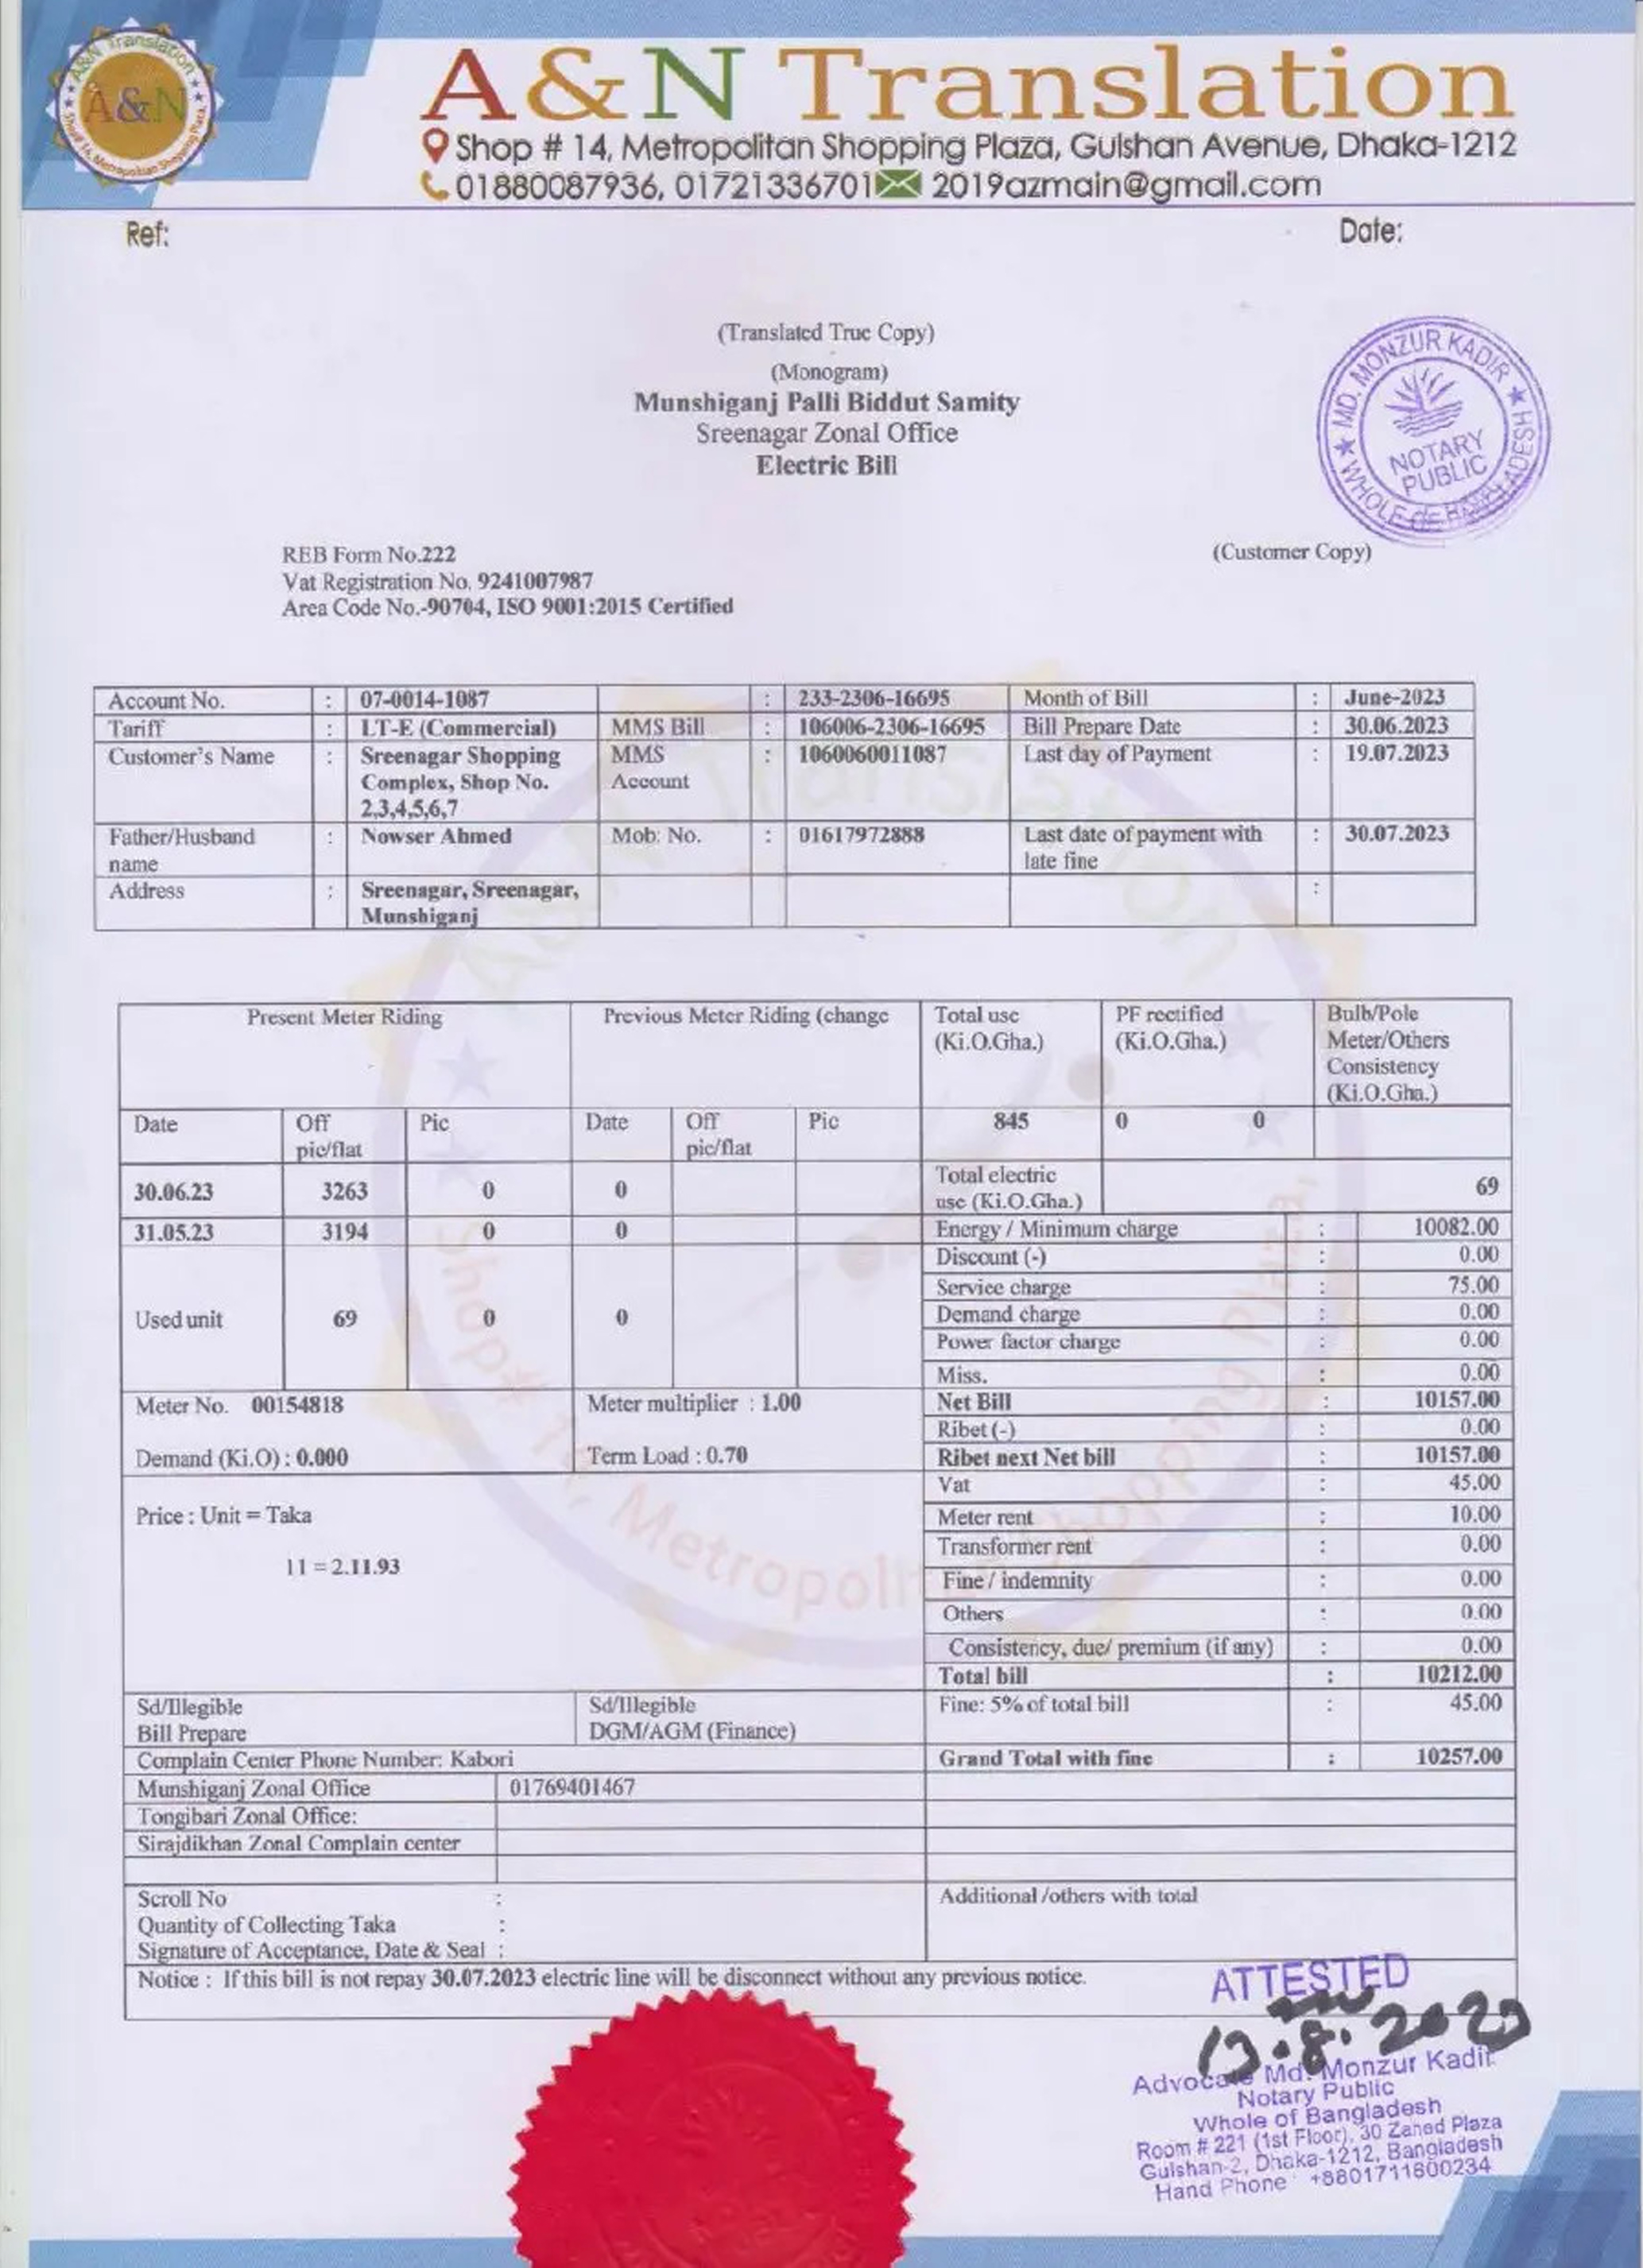 A&N Translation
A&N
Shop# 14, Metropolitan Shopping Plaza,
A&N Translation
Shop # 14, Metropolitan Shopping Plaza, Gulshan Avenue, Dhaka-1212
01880087936, 01721336701 2019azmain@gmail.com
Ref: Date:
(Translated True Copy)
(Monogram)
Munshiganj Palli Biddut Samity
Sreenagar Zonal Office
Electric Bill
MD. MONZUR KADIR
NOTARY
PUBLIC
WHOLE OF BANGLADESH
REB Form No.222 (Customer Copy)
Vat Registration No. 9241007987
Area Code No.-90704, ISO 9001:2015 Certified
Account No. : 07-0014-1087 : 233-2306-16695 Month of Bill : June-2023
Tariff : LT-E (Commercial) MMS Bill : 106006-2306-16695 Bill Prepare Date : 30.06.2023
Customer's Name : Sreenagar Shopping MMS : 1060060011087 Last day of Payment : 19.07.2023
Complex, Shop No. Account
2,3,4,5,6,7
Father/Husband : Nowser Ahmed Mob: No. : 01617972888 Last date of payment with : 30.07.2023
name late fine
Address : Sreenagar, Sreenagar, :
Munshiganj
Present Meter Riding Previous Meter Riding (change Total use PF rectified Bulb/Pole
(Ki.O.Gha.) (Ki.O.Gha.) Meter/Others
Consistency
(Ki.O.Gha.)
Date Off Pic Date Off Pic 845 0 0
pic/flat pic/flat
30.06.23 3263 0 0 Total electric 69
use (Ki.O.Gha.)
31.05.23 3194 0 0 Energy / Minimum charge : 10082.00
Discount (-) : 0.00
Service charge : 75.00
Used unit 69 0 0 Demand charge : 0.00
Power factor charge : 0.00
Miss. : 0.00
Meter No. 00154818 Meter multiplier : 1.00 Net Bill : 10157.00
Ribet (-) : 0.00
Demand (Ki.O) : 0.000 Term Load : 0.70 Ribet next Net bill : 10157.00
Vat : 45.00
Price : Unit = Taka Meter rent : 10.00
Transformer rent : 0.00
11 = 2.11.93 Fine / indemnity : 0.00
Others : 0.00
Consistency, due/ premium (if any) : 0.00
Total bill : 10212.00
Sd/Illegible Sd/Illegible Fine: 5% of total bill : 45.00
Bill Prepare DGM/AGM (Finance)
Complain Center Phone Number: Kabori Grand Total with fine : 10257.00
Munshiganj Zonal Office 01769401467
Tongibari Zonal Office:
Sirajdikhan Zonal Complain center
Scroll No : Additional /others with total
Quantity of Collecting Taka :
Signature of Acceptance, Date & Seal :
Notice : If this bill is not repay 30.07.2023 electric line will be disconnect without any previous notice.
ATTESTED
13.8.2023
Advocate Md. Monzur Kadir
Notary Public
Whole of Bangladesh
Room # 221 (1st Floor), 30 Zahed Plaza
Gulshan-2, Dhaka-1212, Bangladesh
Hand Phone +8801711800234